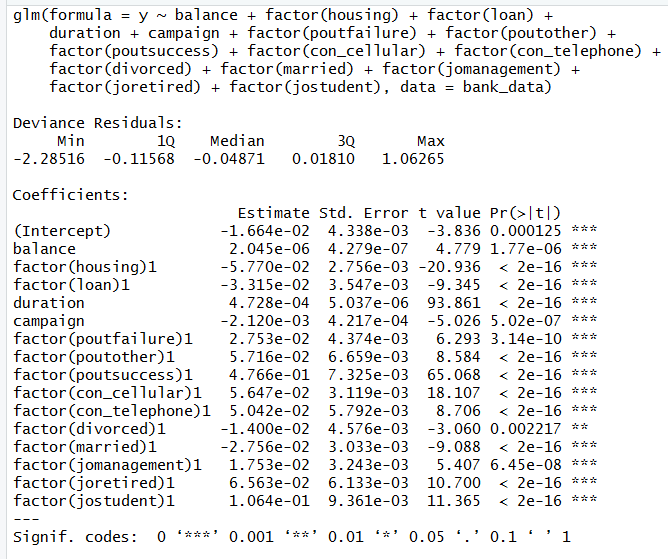 glm(formula = y ~ balance + factor(housing) + factor(loan) +
    duration + campaign + factor(poutfailure) + factor(poutother) +
    factor(poutsuccess) + factor(con_cellular) + factor(con_telephone) +
    factor(divorced) + factor(married) + factor(jomanagement) +
    factor(joretired) + factor(jostudent), data = bank_data)

Deviance Residuals:
     Min       1Q   Median       3Q      Max
-2.28516 -0.11568 -0.04871  0.01810  1.06265

Coefficients:
                         Estimate Std. Error t value Pr(>|t|)
(Intercept)            -1.664e-02  4.338e-03  -3.836 0.000125 ***
balance                 2.045e-06  4.279e-07   4.779 1.77e-06 ***
factor(housing)1       -5.770e-02  2.756e-03 -20.936  < 2e-16 ***
factor(loan)1          -3.315e-02  3.547e-03  -9.345  < 2e-16 ***
duration                4.728e-04  5.037e-06  93.861  < 2e-16 ***
campaign               -2.120e-03  4.217e-04  -5.026 5.02e-07 ***
factor(poutfailure)1    2.753e-02  4.374e-03   6.293 3.14e-10 ***
factor(poutother)1      5.716e-02  6.659e-03   8.584  < 2e-16 ***
factor(poutsuccess)1    4.766e-01  7.325e-03  65.068  < 2e-16 ***
factor(con_cellular)1   5.647e-02  3.119e-03  18.107  < 2e-16 ***
factor(con_telephone)1  5.042e-02  5.792e-03   8.706  < 2e-16 ***
factor(divorced)1      -1.400e-02  4.576e-03  -3.060 0.002217 **
factor(married)1       -2.756e-02  3.033e-03  -9.088  < 2e-16 ***
factor(jomanagement)1   1.753e-02  3.243e-03   5.407 6.45e-08 ***
factor(joretired)1      6.563e-02  6.133e-03  10.700  < 2e-16 ***
factor(jostudent)1      1.064e-01  9.361e-03  11.365  < 2e-16 ***
---
Signif. codes:  0 ‘***’ 0.001 ‘**’ 0.01 ‘*’ 0.05 ‘.’ 0.1 ‘ ’ 1